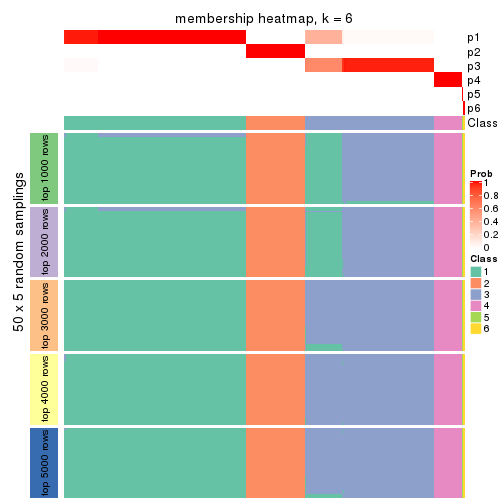 membership heatmap, k = 6
p1
p2
p3
p4
p5
p6
Class
50 x 5 random samplings
top 1000 rows
top 2000 rows
top 3000 rows
top 4000 rows
top 5000 rows
Prob
1
0.8
0.6
0.4
0.2
0
Class
1
2
3
4
5
6